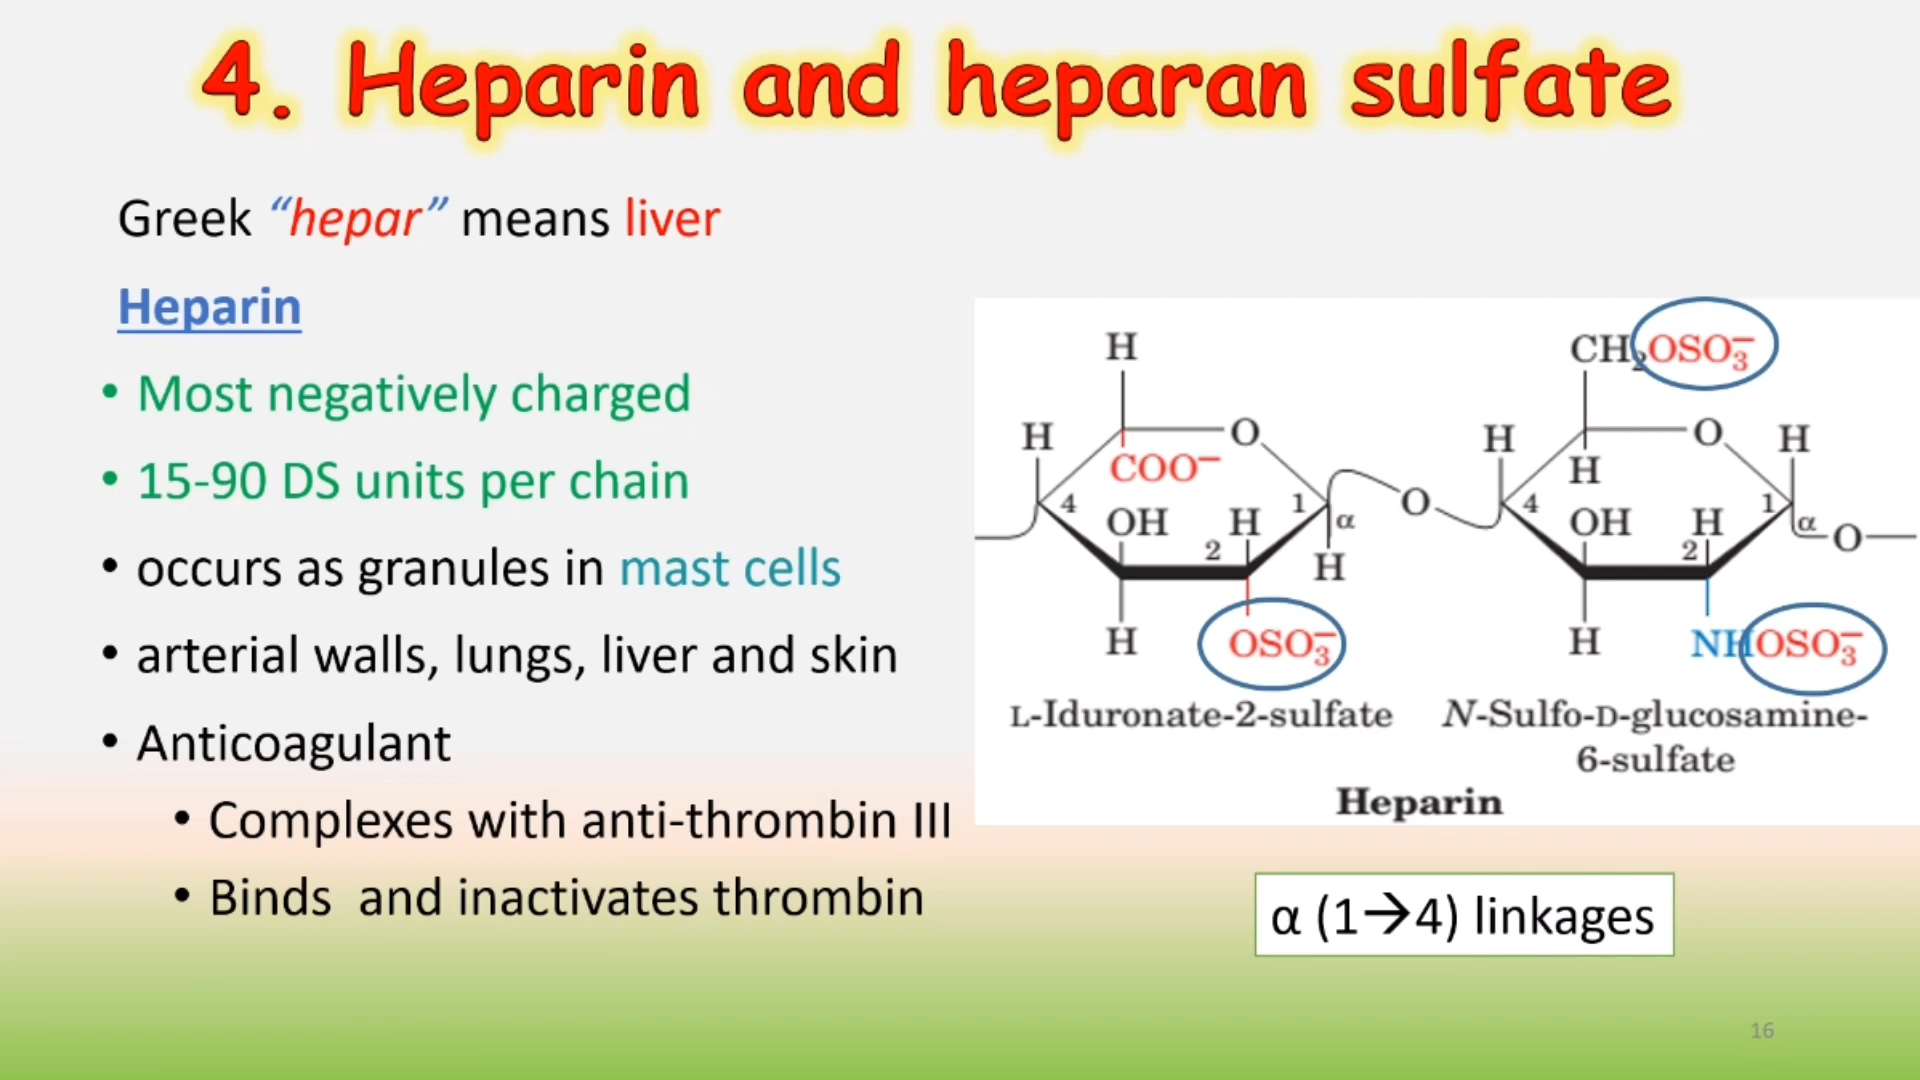 4. Heparin and heparan sulfate
Greek “hepar” means liver
Heparin
• Most negatively charged
• 15-90 DS units per chain
• occurs as granules in mast cells
• arterial walls, lungs, liver and skin
• Anticoagulant
• Complexes with anti-thrombin III
• Binds and inactivates thrombin
H CH₂OSO₃⁻
H O H O H
COO⁻ H
4 OH H 1 α O 4 OH H 1 α O
2 H 2
H OSO₃⁻ H NHOSO₃⁻
L-Iduronate-2-sulfate N-Sulfo-D-glucosamine-
6-sulfate
Heparin
α (1→4) linkages
16